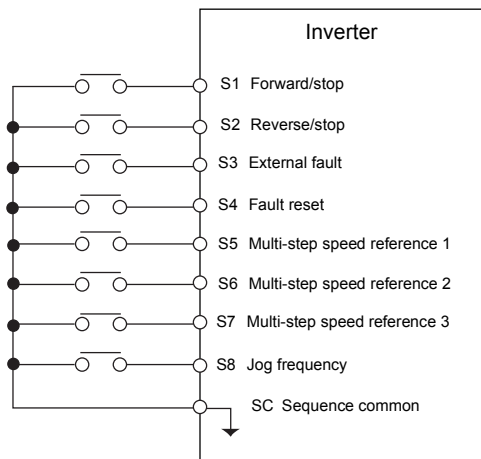 Inverter
S1 Forward/stop
S2 Reverse/stop
S3 External fault
S4 Fault reset
S5 Multi-step speed reference 1
S6 Multi-step speed reference 2
S7 Multi-step speed reference 3
S8 Jog frequency
SC Sequence common